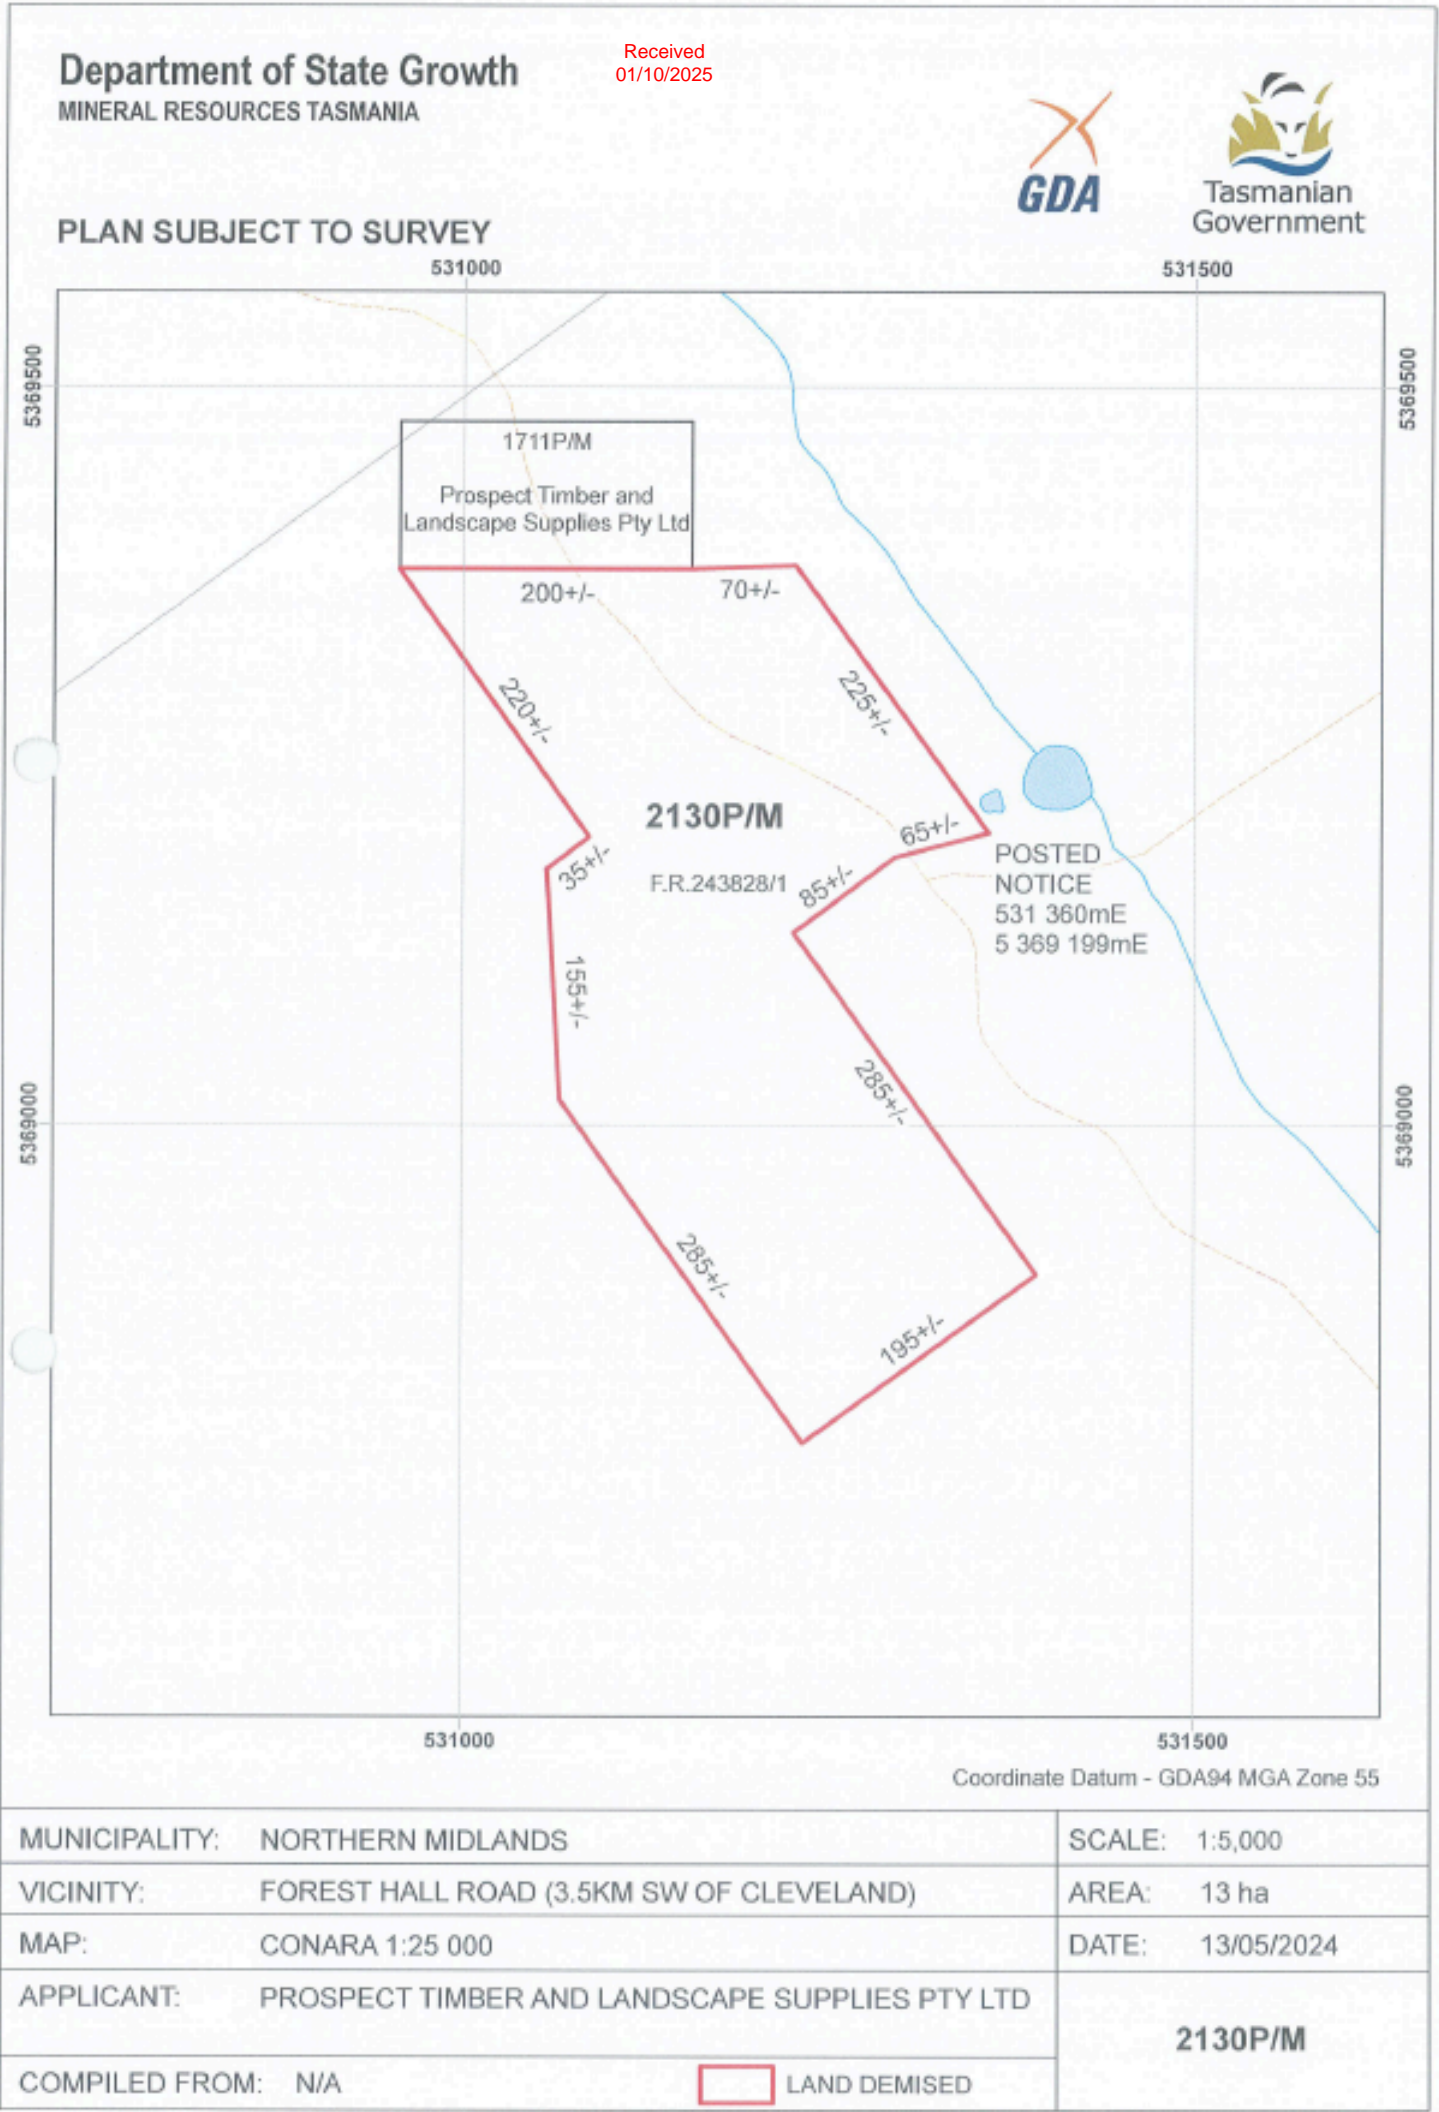 Received
01/10/2025
Department of State Growth
MINERAL RESOURCES TASMANIA
GDA
Tasmanian
Government
PLAN SUBJECT TO SURVEY
531000
531500
5369500
5369500
1711P/M
Prospect Timber and
Landscape Supplies Pty Ltd
200+/-
70+/-
220+/-
225+/-
2130P/M
65+/-
35+/-
F.R.243828/1
85+/-
POSTED
NOTICE
531 360mE
5 369 199mE
155+/-
285+/-
5369000
5369000
285+/-
195+/-
531000
531500
Coordinate Datum - GDA94 MGA Zone 55
MUNICIPALITY: NORTHERN MIDLANDS
SCALE: 1:5,000
VICINITY: FOREST HALL ROAD (3.5KM SW OF CLEVELAND)
AREA: 13 ha
MAP: CONARA 1:25 000
DATE: 13/05/2024
APPLICANT: PROSPECT TIMBER AND LANDSCAPE SUPPLIES PTY LTD
2130P/M
COMPILED FROM: N/A
LAND DEMISED